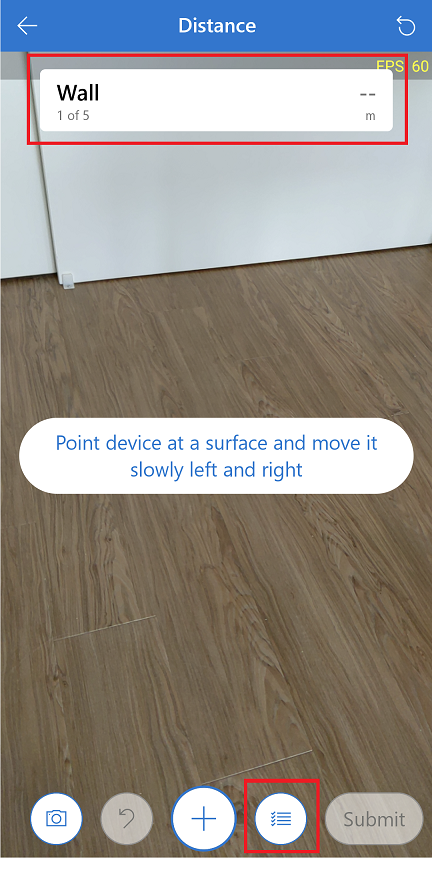 Distance
FPS 60
Wall
--
1 of 5
m
Point device at a surface and move it
slowly left and right
Submit